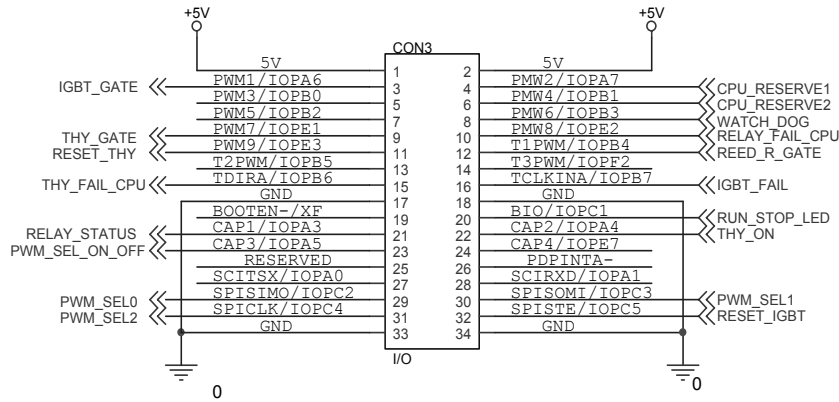 +5V +5V
CON3
5V 1 2 5V
IGBT_GATE PWM1/IOPA6 3 4 PMW2/IOPA7 CPU_RESERVE1
PWM3/IOPB0 5 6 PMW4/IOPB1 CPU_RESERVE2
PWM5/IOPB2 7 8 PMW6/IOPB3 WATCH_DOG
THY_GATE PWM7/IOPE1 9 10 PMW8/IOPE2 RELAY_FAIL_CPU
RESET_THY PWM9/IOPE3 11 12 T1PWM/IOPB4 REED_R_GATE
T2PWM/IOPB5 13 14 T3PWM/IOPF2
THY_FAIL_CPU TDIRA/IOPB6 15 16 TCLKINA/IOPB7 IGBT_FAIL
GND 17 18 GND
BOOTEN-/XF 19 20 BIO/IOPC1 RUN_STOP_LED
RELAY_STATUS CAP1/IOPA3 21 22 CAP2/IOPA4 THY_ON
PWM_SEL_ON_OFF CAP3/IOPA5 23 24 CAP4/IOPE7
RESERVED 25 26 PDPINTA-
SCITSX/IOPA0 27 28 SCIRXD/IOPA1
PWM_SEL0 SPISIMO/IOPC2 29 30 SPISOMI/IOPC3 PWM_SEL1
PWM_SEL2 SPICLK/IOPC4 31 32 SPISTE/IOPC5 RESET_IGBT
GND 33 34 GND
I/O
0 0